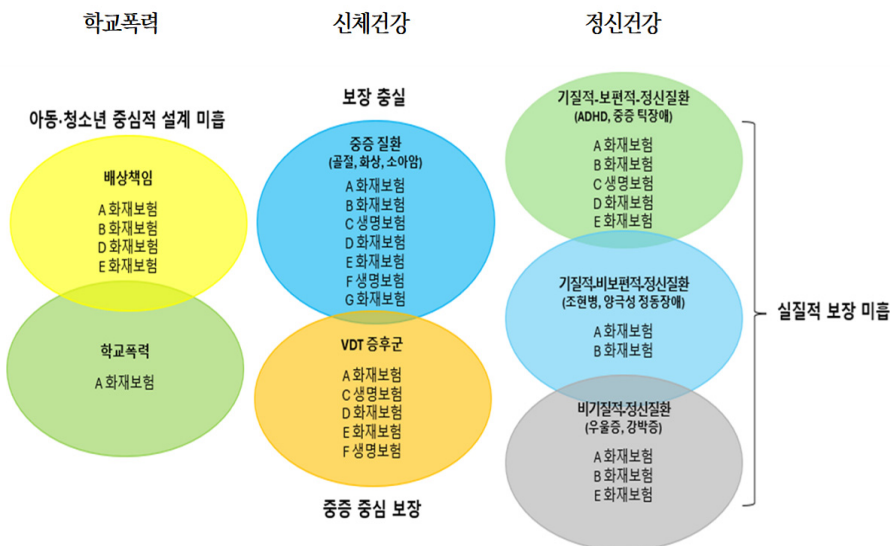 학교폭력
아동·청소년 중심적 설계 미흡
배상책임
A 화재보험
B 화재보험
D 화재보험
E 화재보험
학교폭력
A 화재보험
신체건강
보장 충실
중증 질환
(골절, 화상, 소아암)
A 화재보험
B 화재보험
C 생명보험
D 화재보험
E 화재보험
F 생명보험
G 화재보험
VDT 증후군
A 화재보험
C 생명보험
D 화재보험
E 화재보험
F 생명보험
중증 중심 보장
정신건강
기질적-보편적-정신질환
(ADHD, 중증 틱장애)
A 화재보험
B 화재보험
C 생명보험
D 화재보험
E 화재보험
기질적-비보편적-정신질환
(조현병, 양극성 정동장애)
A 화재보험
B 화재보험
비기질적-정신질환
(우울증, 강박증)
A 화재보험
B 화재보험
E 화재보험
실질적 보장 미흡